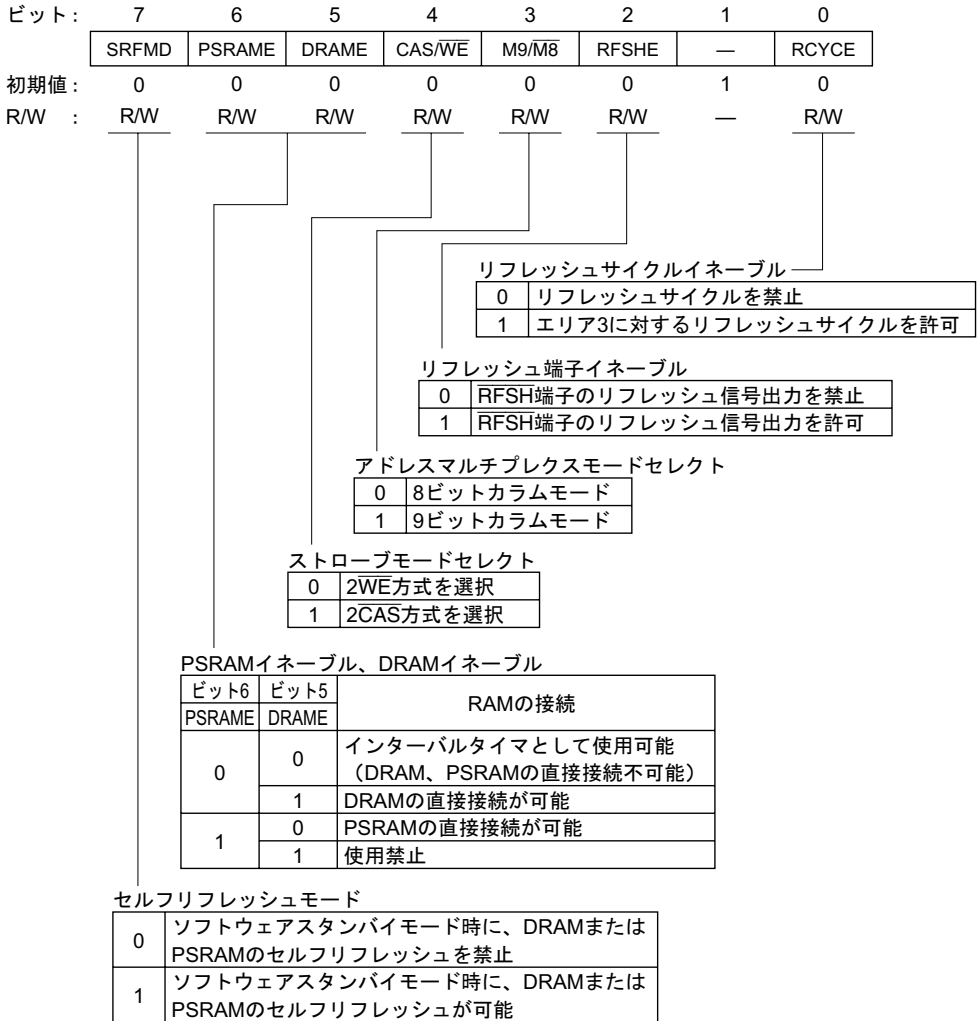 ビット： 7 6 5 4 3 2 1 0
SRFMD PSRAME DRAME CAS/W̅E̅ M9/M̅8̅ RFSHE — RCYCE
初期値： 0 0 0 0 0 0 1 0
R/W ： R/W R/W R/W R/W R/W R/W — R/W
リフレッシュサイクルイネーブル
0 リフレッシュサイクルを禁止
1 エリア3に対するリフレッシュサイクルを許可
リフレッシュ端子イネーブル
0 R̅F̅S̅H̅端子のリフレッシュ信号出力を禁止
1 R̅F̅S̅H̅端子のリフレッシュ信号出力を許可
アドレスマルチプレクスモードセレクト
0 8ビットカラムモード
1 9ビットカラムモード
ストローブモードセレクト
0 2W̅E̅方式を選択
1 2C̅A̅S̅方式を選択
PSRAMイネーブル、DRAMイネーブル
ビット6 ビット5 RAMの接続
PSRAME DRAME
0 0 インターバルタイマとして使用可能
（DRAM、PSRAMの直接接続不可能）
1 DRAMの直接接続が可能
1 0 PSRAMの直接接続が可能
1 使用禁止
セルフリフレッシュモード
0 ソフトウェアスタンバイモード時に、DRAMまたは
PSRAMのセルフリフレッシュを禁止
1 ソフトウェアスタンバイモード時に、DRAMまたは
PSRAMのセルフリフレッシュが可能